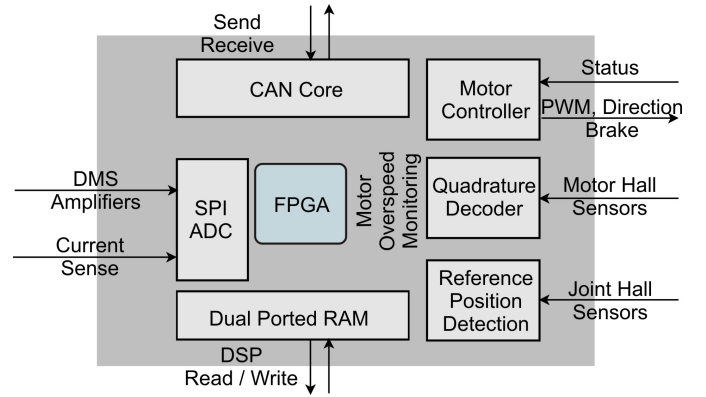 Send
Receive
CAN Core
Motor
Controller
Status
PWM, Direction
Brake
DMS
Amplifiers
Current
Sense
SPI
ADC
FPGA
Motor
Overspeed
Monitoring
Quadrature
Decoder
Motor Hall
Sensors
Reference
Position
Detection
Joint Hall
Sensors
Dual Ported RAM
DSP
Read / Write